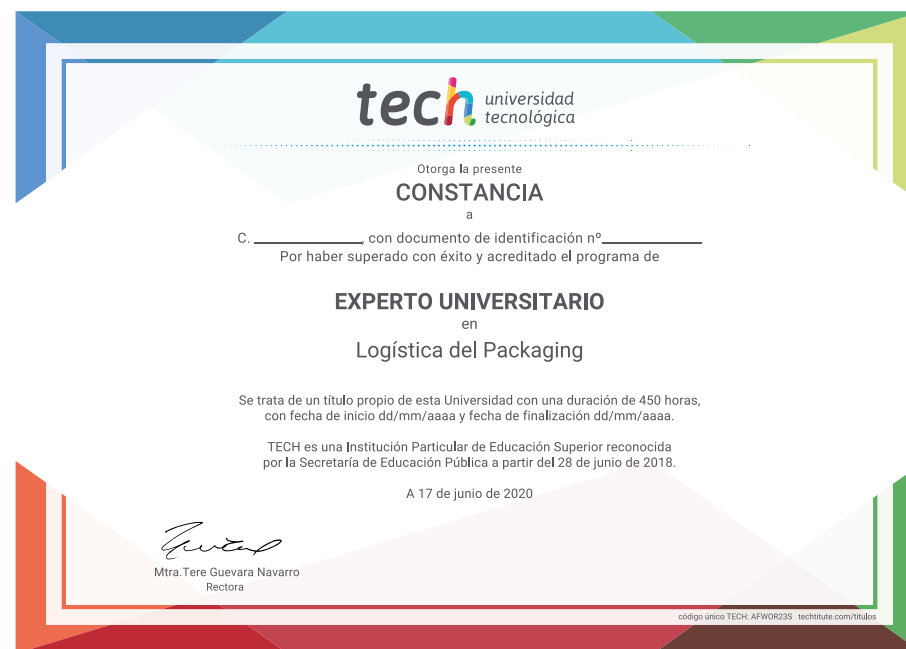 tech universidad
tecnológica
Otorga la presente
CONSTANCIA
a
C. ____________, con documento de identificación nº___________
Por haber superado con éxito y acreditado el programa de
EXPERTO UNIVERSITARIO
en
Logística del Packaging
Se trata de un título propio de esta Universidad con una duración de 450 horas,
con fecha de inicio dd/mm/aaaa y fecha de finalización dd/mm/aaaa.
TECH es una Institución Particular de Educación Superior reconocida
por la Secretaría de Educación Pública a partir del 28 de junio de 2018.
A 17 de junio de 2020
Mtra.Tere Guevara Navarro
Rectora
código único TECH: AFWOR23S techtitute.com/titulos